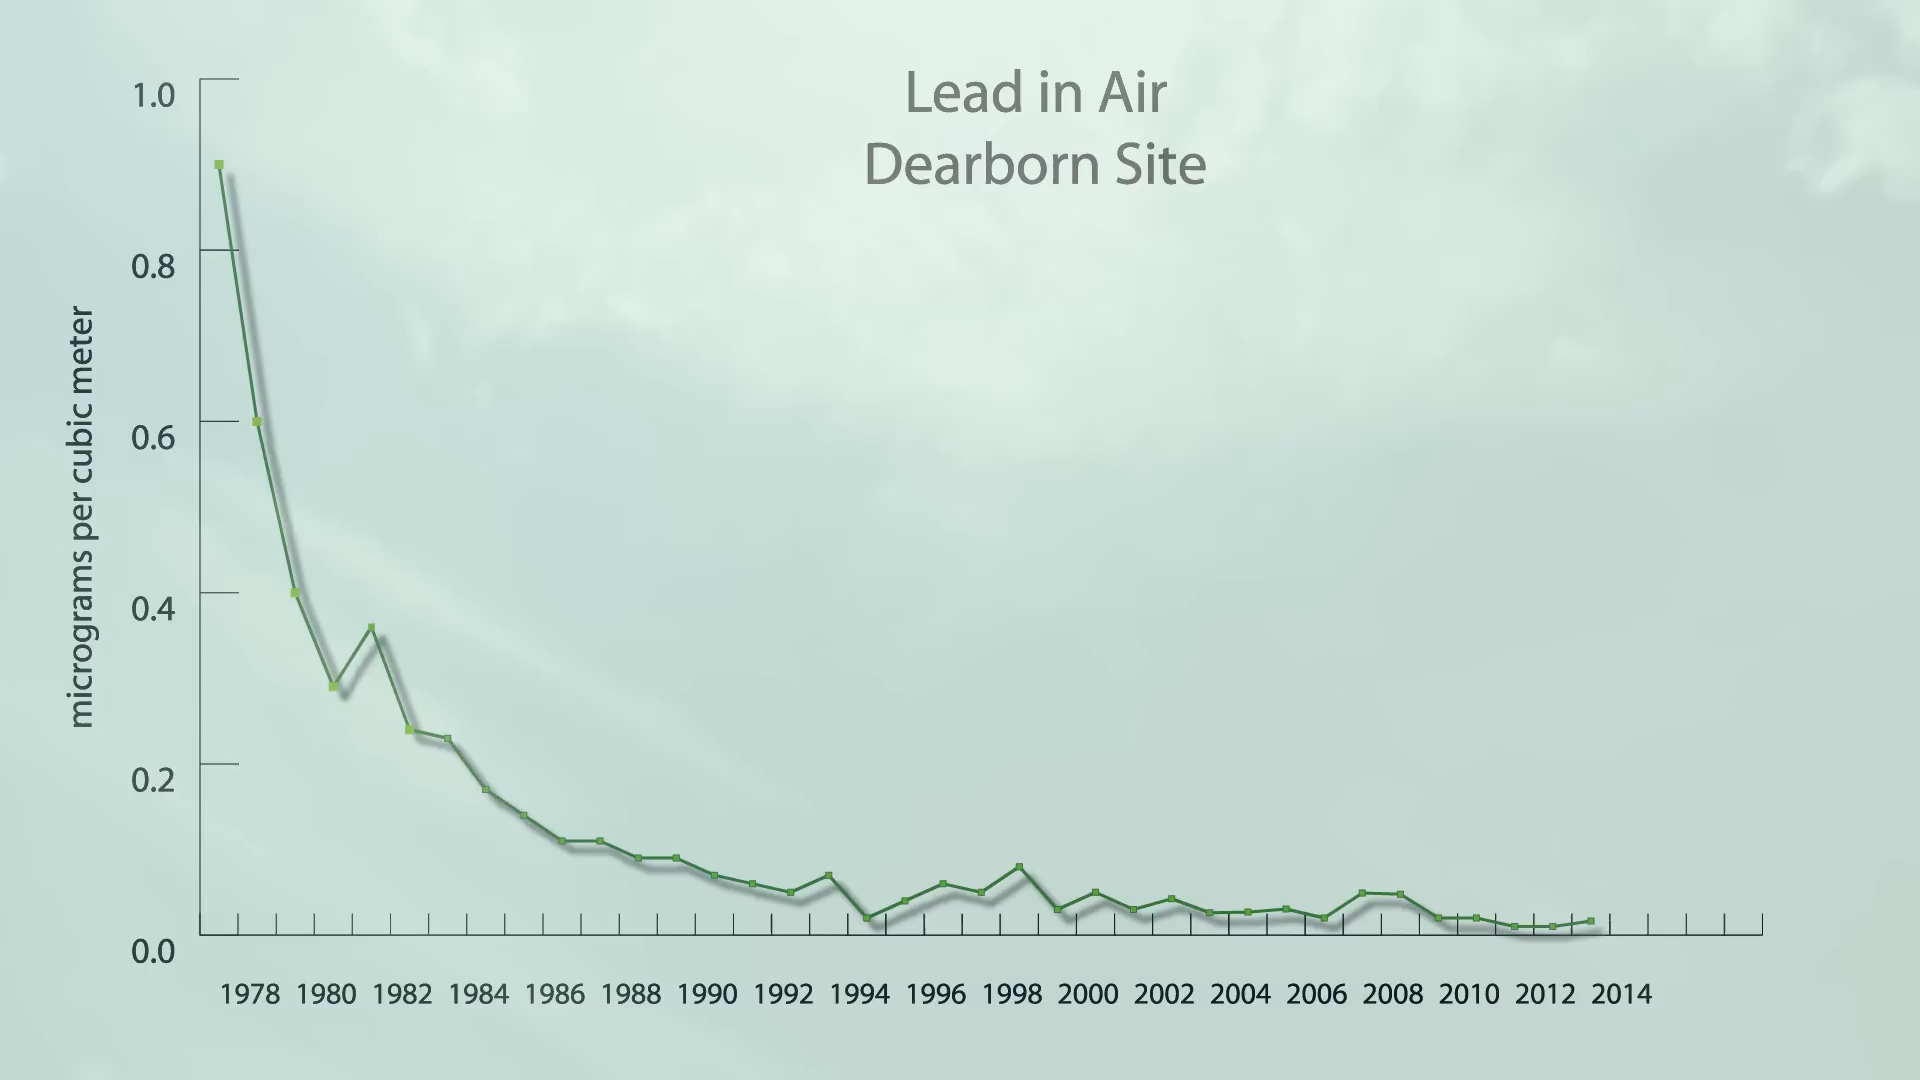 Lead in Air
Dearborn Site
micrograms per cubic meter
1.0
0.8
0.6
0.4
0.2
0.0
1978 1980 1982 1984 1986 1988 1990 1992 1994 1996 1998 2000 2002 2004 2006 2008 2010 2012 2014